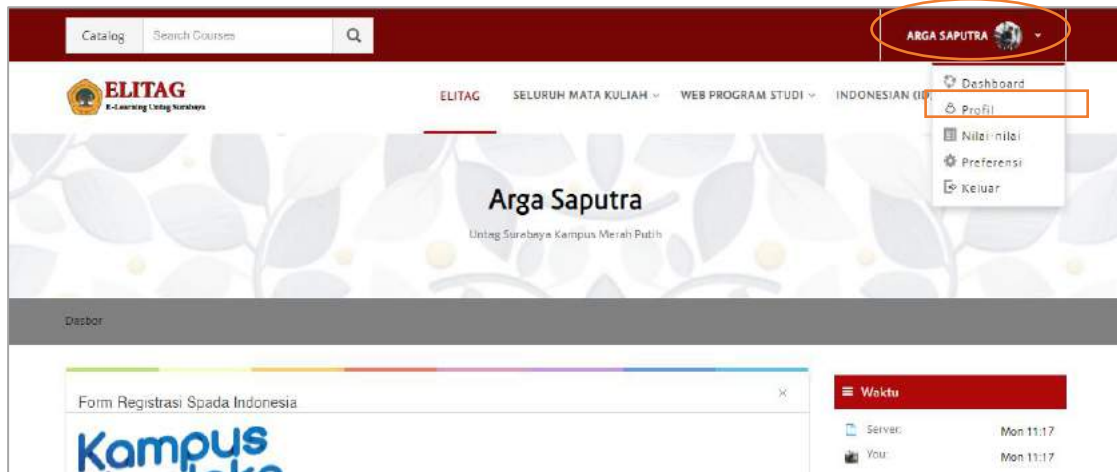 Catalog Search Courses ARGA SAPUTRA
ELITAG
E-Learning Untag Surabaya
ELITAG SELURUH MATA KULIAH WEB PROGRAM STUDI INDONESIAN (ID)
Dashboard
Profil
Nilai-nilai
Preferensi
Keluar
Arga Saputra
Untag Surabaya Kampus Merah Putih
Dasbor
Form Registrasi Spada Indonesia
Kampus
Waktu
Server: Mon 11:17
You: Mon 11:17